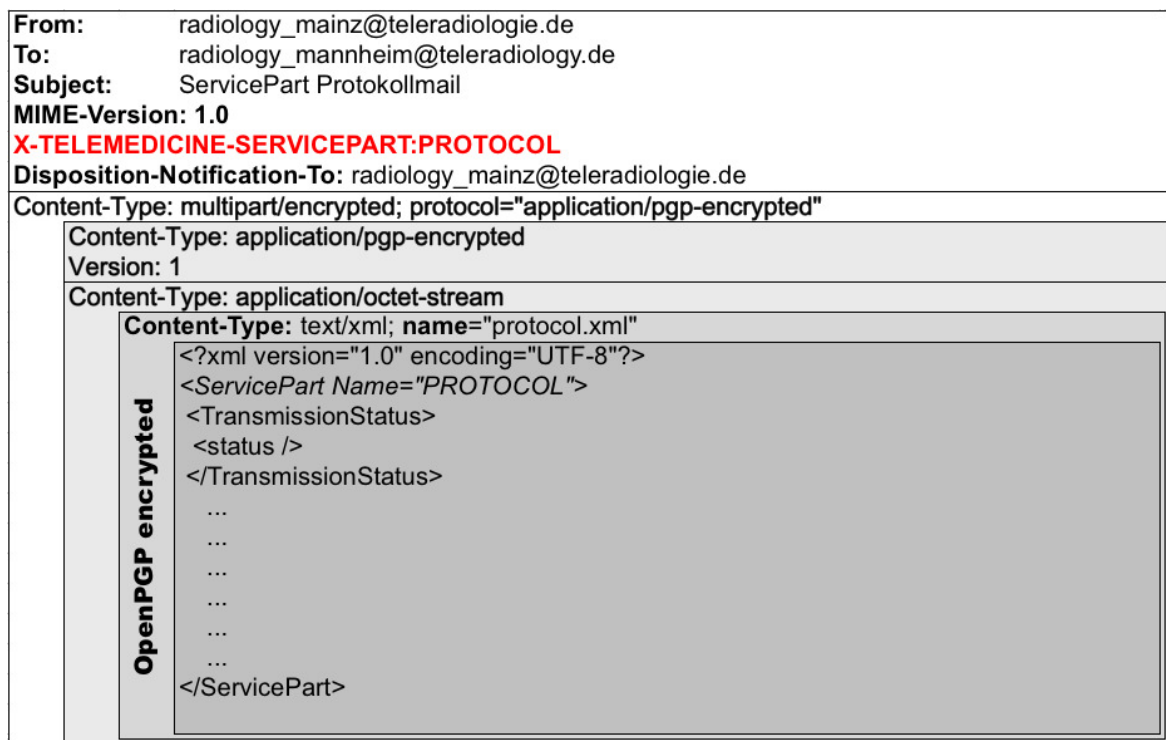 From: radiology_mainz@teleradiologie.de
To: radiology_mannheim@teleradiology.de
Subject: ServicePart Protokollmail
MIME-Version: 1.0
X-TELEMEDICINE-SERVICEPART:PROTOCOL
Disposition-Notification-To: radiology_mainz@teleradiologie.de
Content-Type: multipart/encrypted; protocol="application/pgp-encrypted"
Content-Type: application/pgp-encrypted
Version: 1
Content-Type: application/octet-stream
Content-Type: text/xml; name="protocol.xml"
OpenPGP encrypted
<?xml version="1.0" encoding="UTF-8"?>
<ServicePart Name="PROTOCOL">
<TransmissionStatus>
<status />
</TransmissionStatus>
...
...
...
...
...
...
</ServicePart>